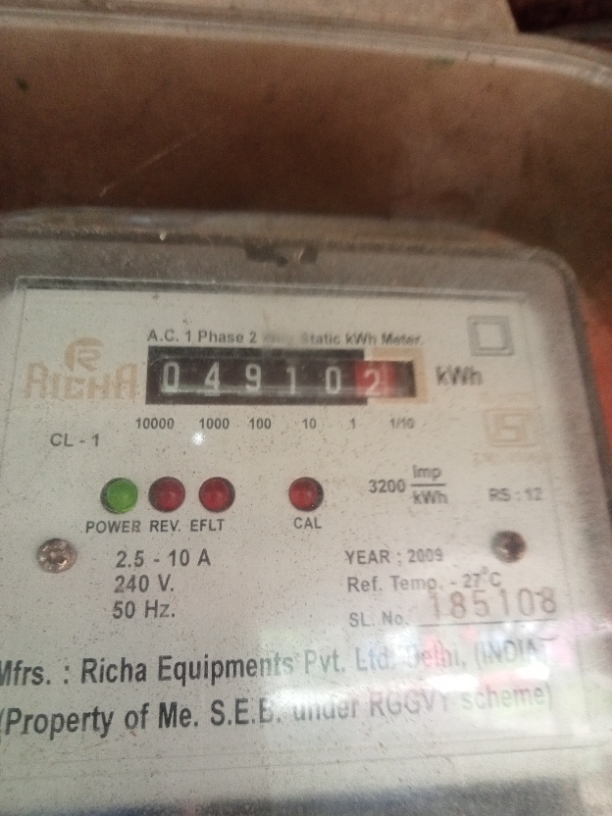 A.C. 1 Phase 2 Static kWh Meter.
RICHA
0 4 9 1 0 2 kWh
10000 1000 100 10 1 1/10
CL - 1
3200 Imp/kWh
RS : 12
POWER REV. EFLT CAL
2.5 - 10 A
240 V.
50 Hz.
YEAR : 2009
Ref. Temp. - 27°C
SL. No. 185108
Mfrs. : Richa Equipments Pvt. Ltd. Delhi, (INDIA)
(Property of Me. S.E.B. under RGGVY scheme)